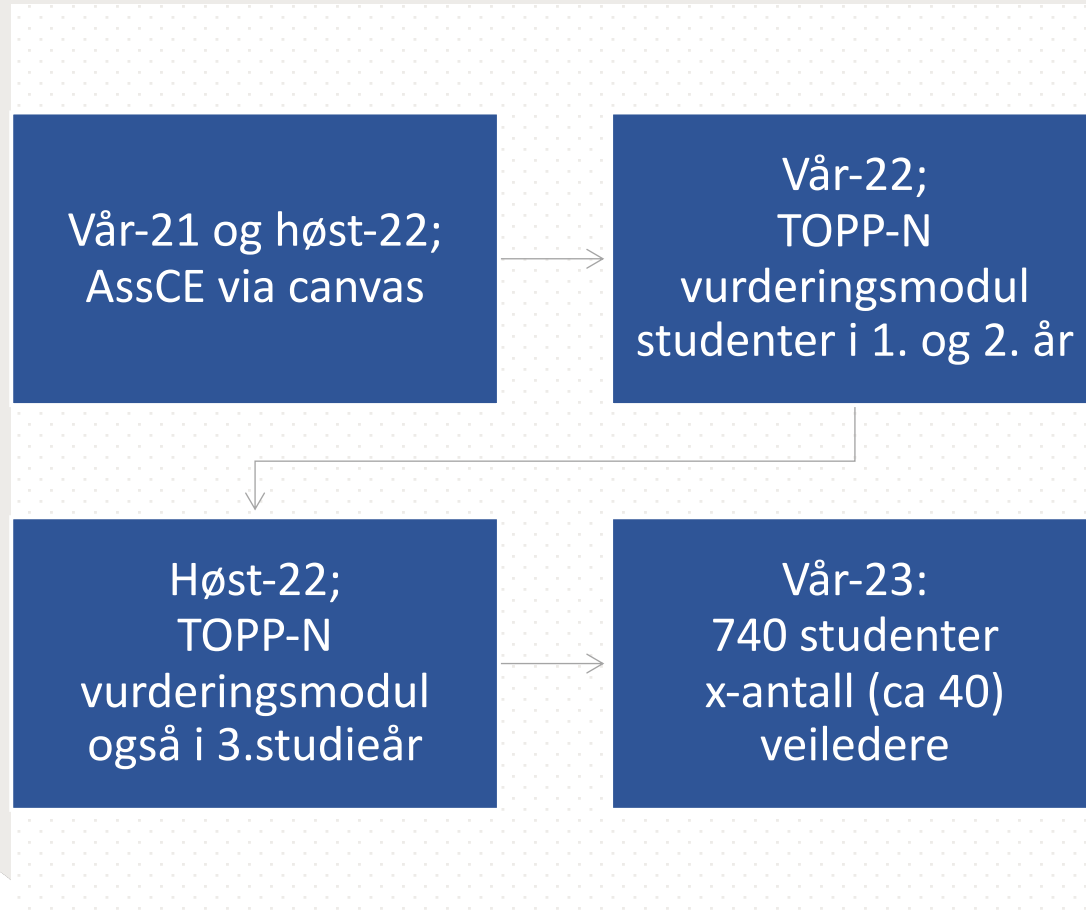 Vår-21 og høst-22;
AssCE via canvas
Vår-22;
TOPP-N
vurderingsmodul
studenter i 1. og 2. år
Høst-22;
TOPP-N
vurderingsmodul
også i 3.studieår
Vår-23:
740 studenter
x-antall (ca 40)
veiledere